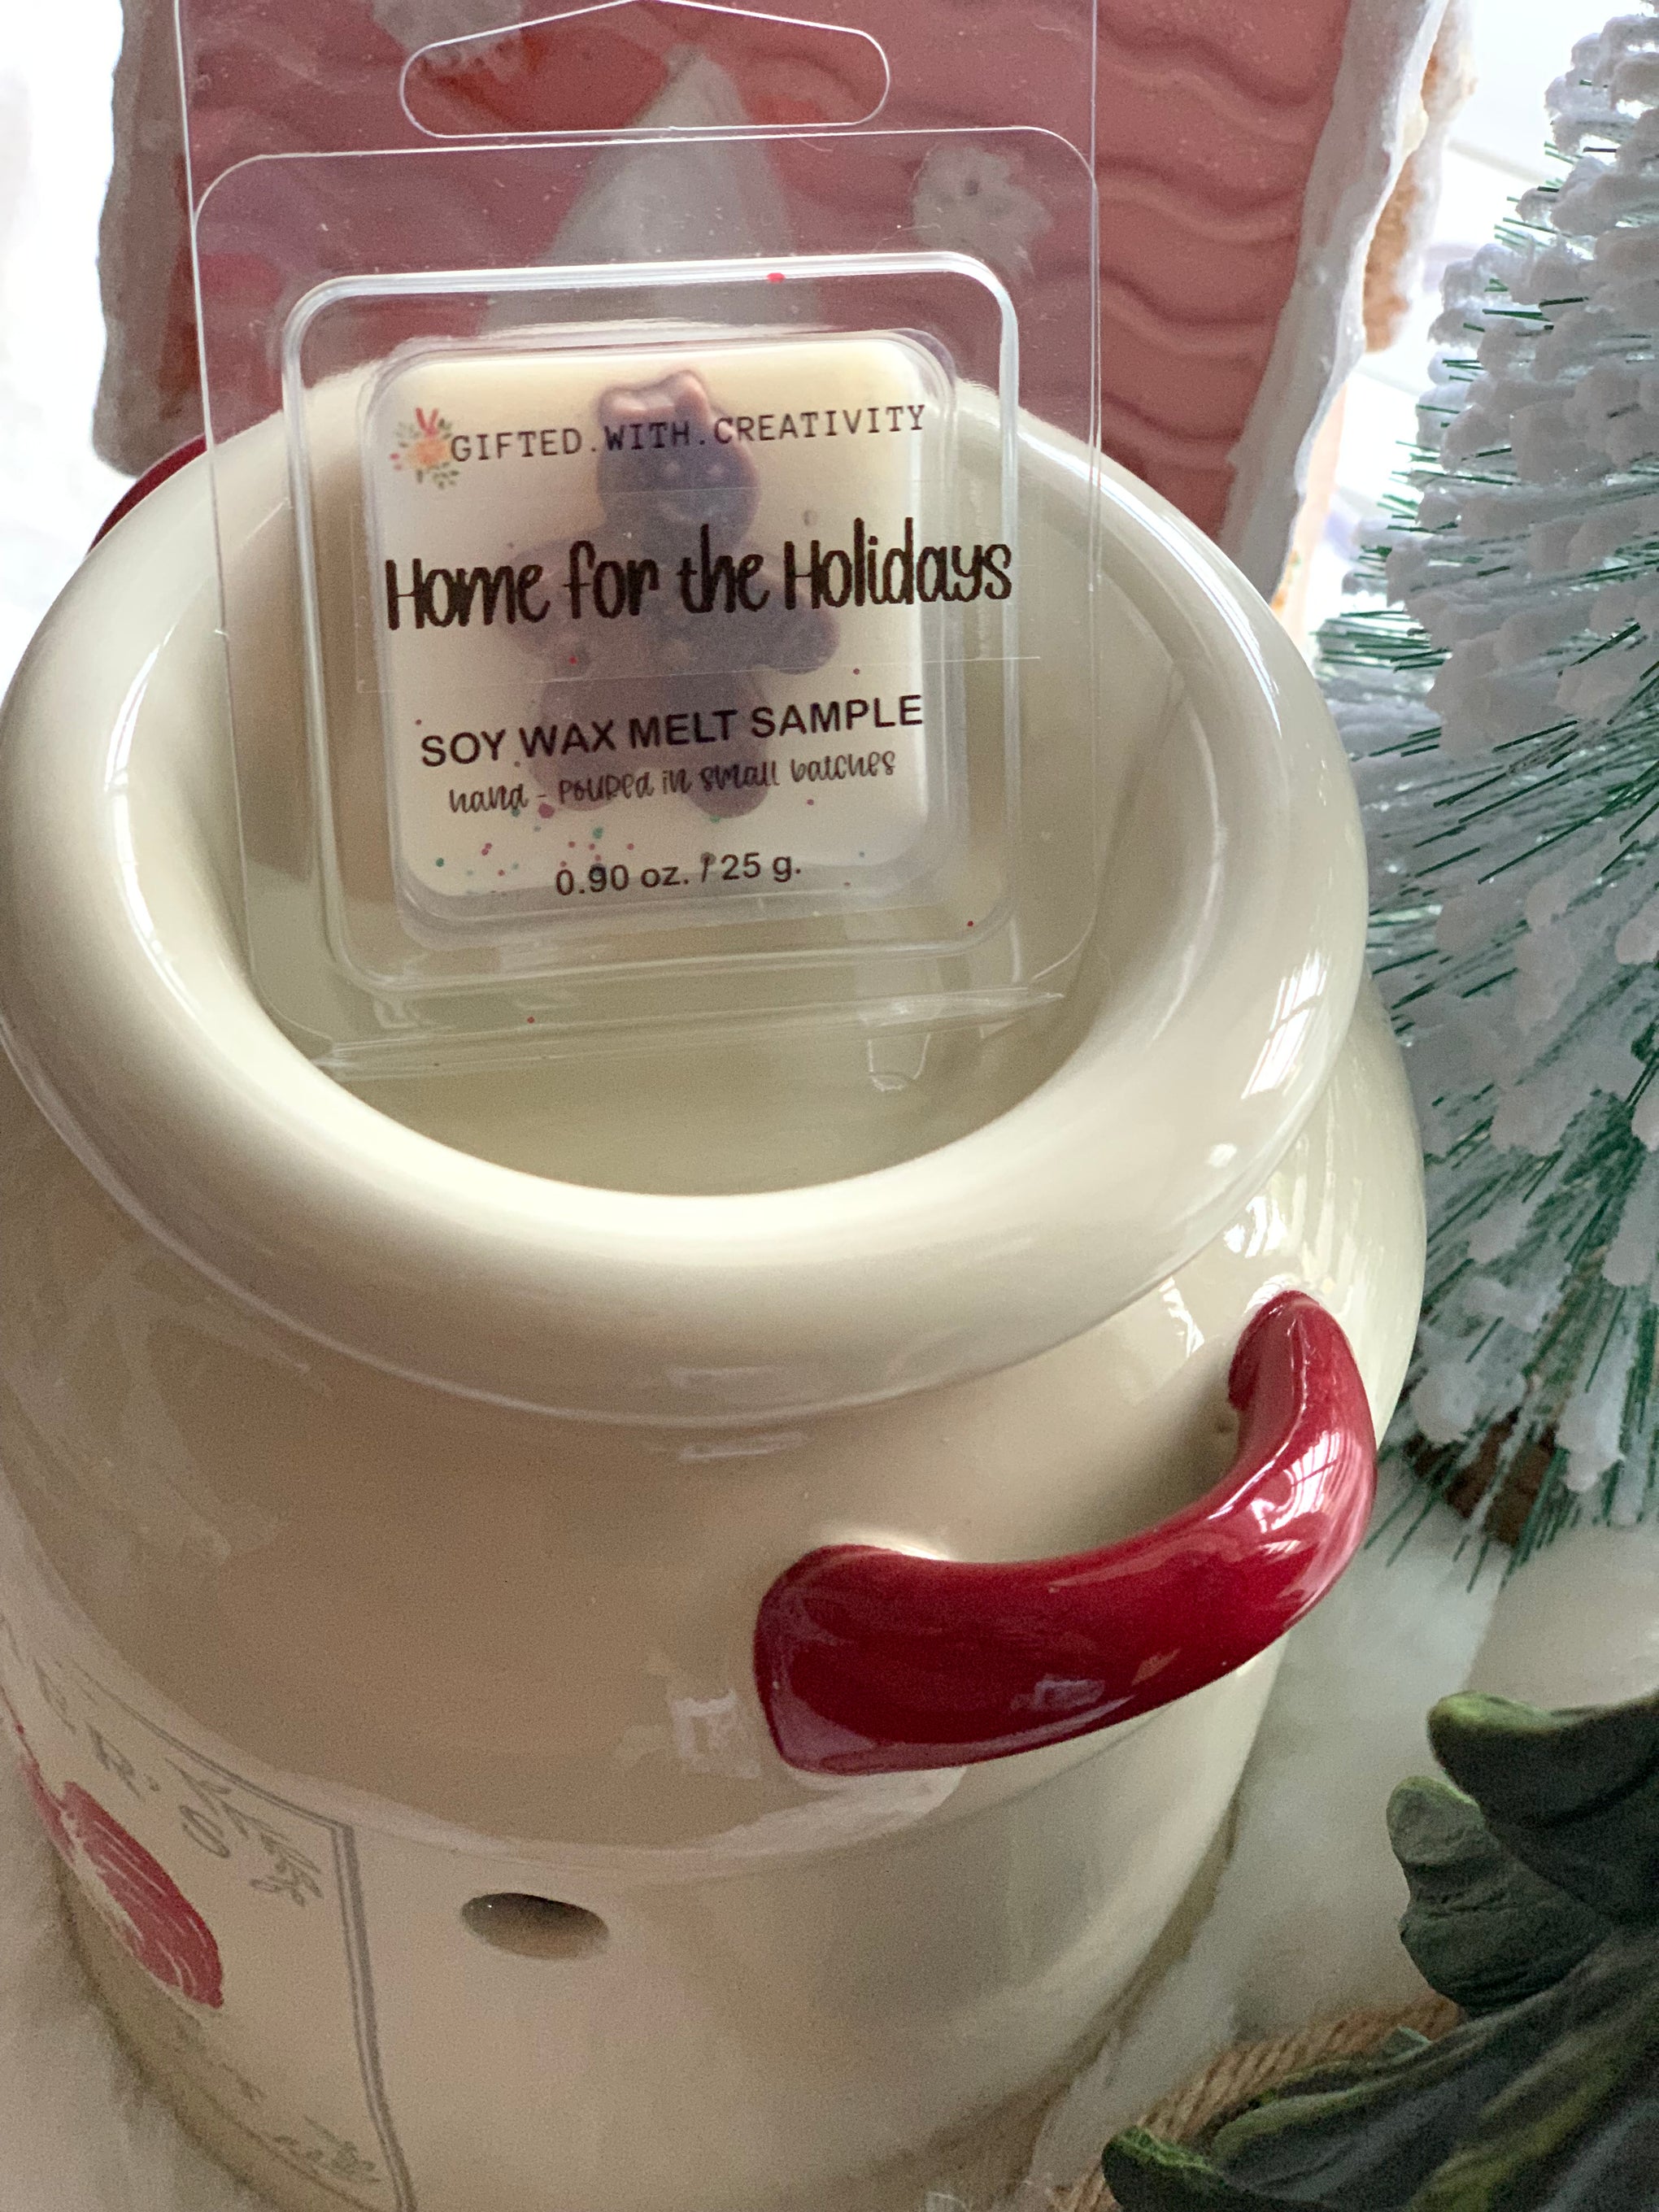 GIFTED.WITH.CREATIVITY
Home for the Holidays
SOY WAX MELT SAMPLE
hand - poured in small batches
0.90 oz. / 25 g.